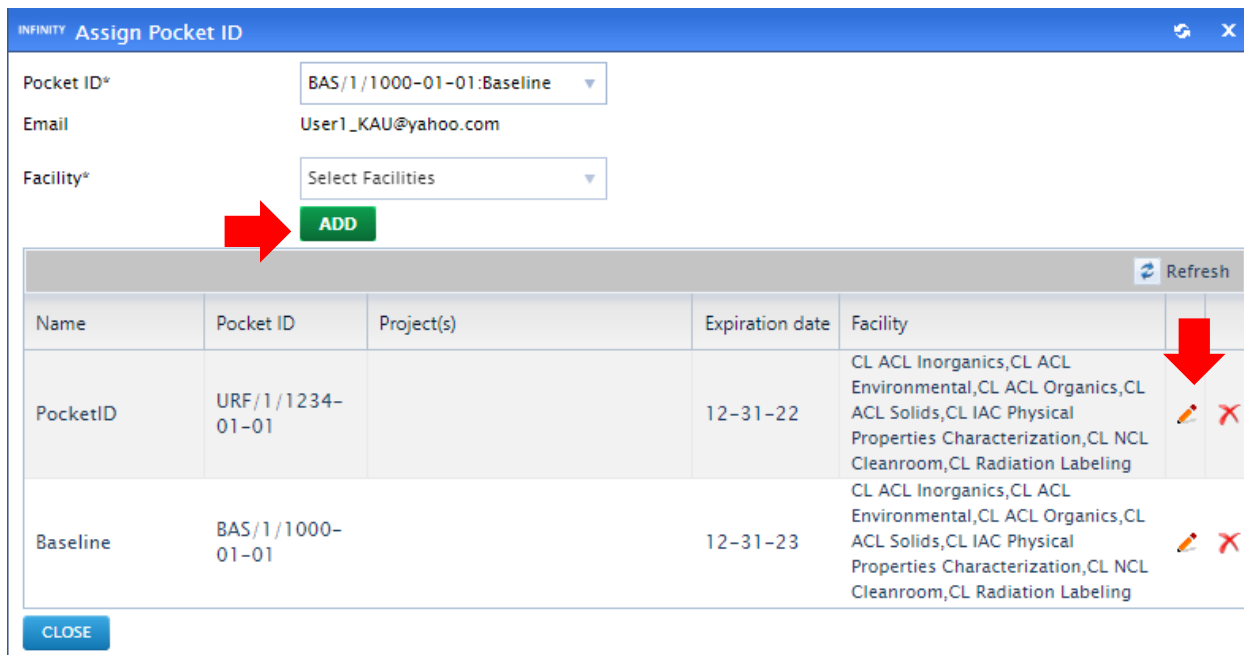 INFINITY Assign Pocket ID
Pocket ID* BAS/1/1000-01-01:Baseline
Email User1_KAU@yahoo.com
Facility* Select Facilities
ADD
Refresh
Name Pocket ID Project(s) Expiration date Facility
PocketID
URF/1/1234-
01-01
12-31-22
CL ACL Inorganics,CL ACL
Environmental,CL ACL Organics,CL
ACL Solids,CL IAC Physical
Properties Characterization,CL NCL
Cleanroom,CL Radiation Labeling
Baseline
BAS/1/1000-
01-01
12-31-23
CL ACL Inorganics,CL ACL
Environmental,CL ACL Organics,CL
ACL Solids,CL IAC Physical
Properties Characterization,CL NCL
Cleanroom,CL Radiation Labeling
CLOSE